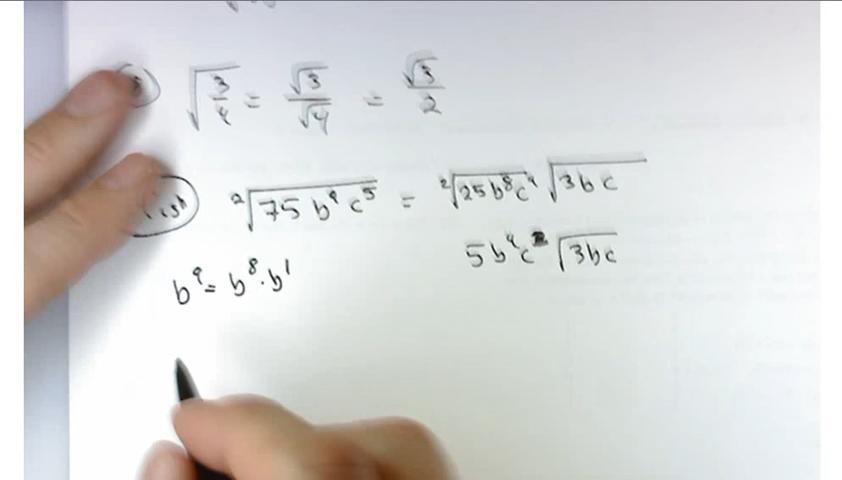 √(3/4) = √3/√4 = √3/2
²√(75b⁹c⁵) = ²√(25b⁸c⁴) √(3bc)
5b⁴c² √(3bc)
b⁹ = b⁸ · b¹